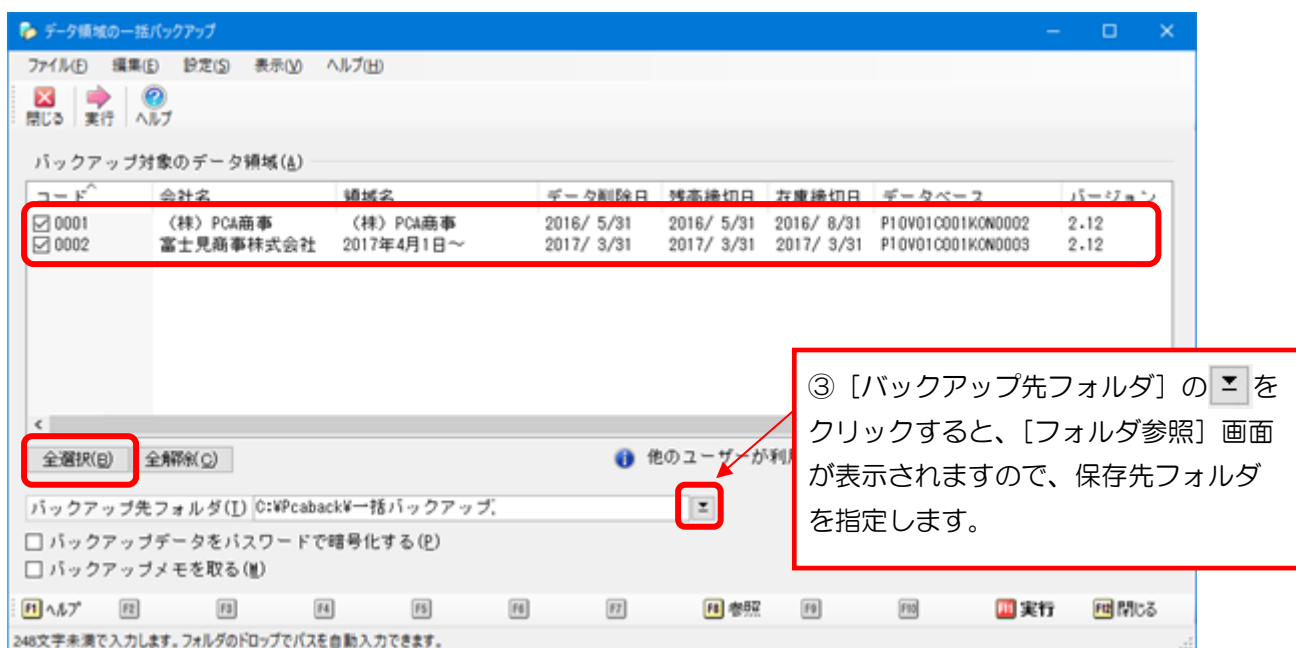 データ領域の一括バックアップ
ファイル(F) 編集(E) 設定(S) 表示(V) ヘルプ(H)
閉じる 実行 ヘルプ
バックアップ対象のデータ領域(A)
コード 会社名 領域名 データ削除日 残高締切日 在庫締切日 データベース バージョン
0001 （株）PCA商事 （株）PCA商事 2016/ 5/31 2016/ 5/31 2016/ 8/31 P10V01C001KON0002 2.12
0002 富士見商事株式会社 2017年4月1日～ 2017/ 3/31 2017/ 3/31 2017/ 3/31 P10V01C001KON0003 2.12
③［バックアップ先フォルダ］の を
クリックすると、［フォルダ参照］画面
が表示されますので、保存先フォルダ
を指定します。
全選択(B) 全解除(C) 他のユーザーが利
バックアップ先フォルダ(T) C:¥Pcaback¥一括バックアップ
バックアップデータをパスワードで暗号化する(P)
バックアップメモを取る(M)
F1 ヘルプ F2 F3 F4 F5 F6 F7 F8 参照 F9 F10 F11 実行 F12 閉じる
248文字未満で入力します。フォルダのドロップでパスを自動入力できます。